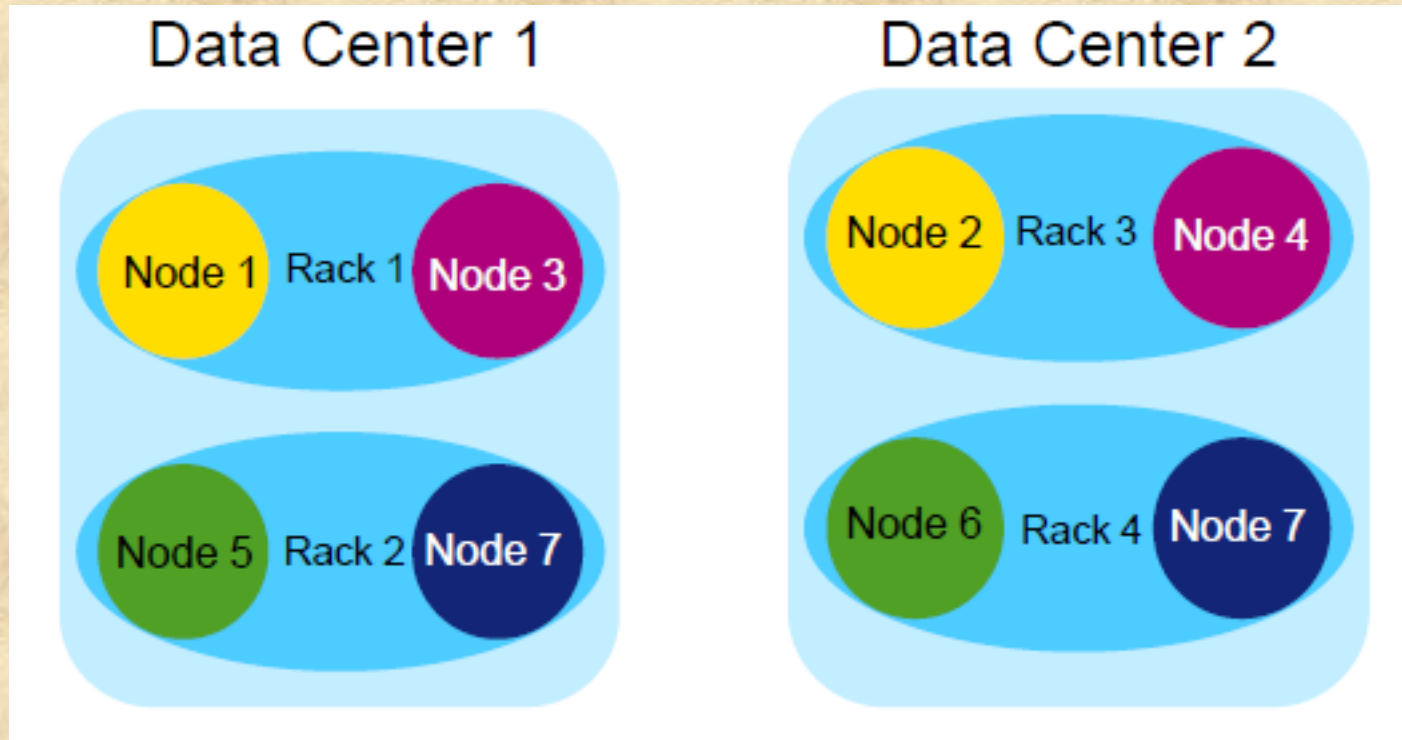 Data Center 1
Data Center 2
Node 1 Rack 1 Node 3
Node 2 Rack 3 Node 4
Node 5 Rack 2 Node 7
Node 6 Rack 4 Node 7